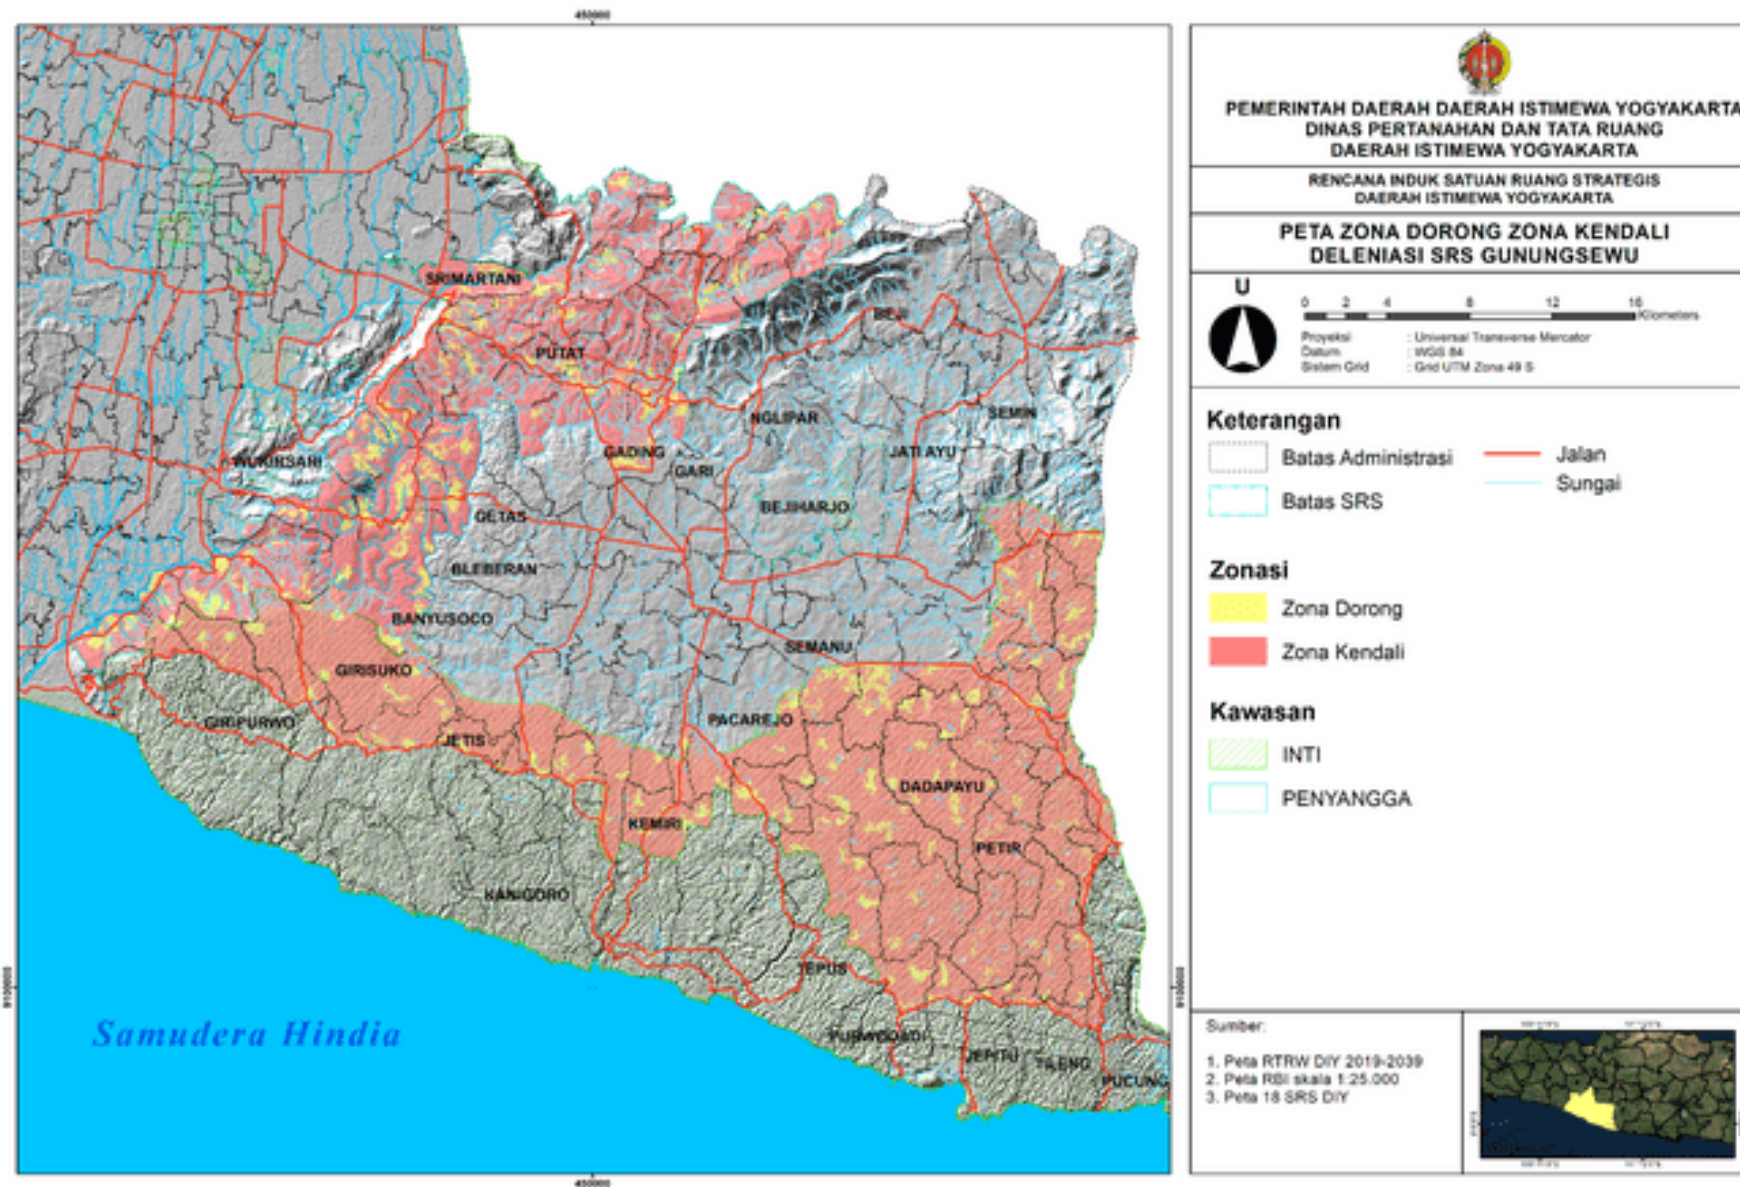 450000
PEMERINTAH DAERAH DAERAH ISTIMEWA YOGYAKARTA
DINAS PERTANAHAN DAN TATA RUANG
DAERAH ISTIMEWA YOGYAKARTA
RENCANA INDUK SATUAN RUANG STRATEGIS
DAERAH ISTIMEWA YOGYAKARTA
PETA ZONA DORONG ZONA KENDALI
DELENIASI SRS GUNUNGSEWU
U
0 2 4 8 12 16
Kilometers
Proyeksi : Universal Transverse Mercator
Datum : WGS 84
Sistem Grid : Grid UTM Zona 49 S
Keterangan
Batas Administrasi
Jalan
Batas SRS
Sungai
Zonasi
Zona Dorong
Zona Kendali
Kawasan
INTI
PENYANGGA
Sumber:
1. Peta RTRW DIY 2019-2039
2. Peta RBI skala 1:25.000
3. Peta 18 SRS DIY
SRIMARTANI
BEJI
PUTAT
NGLIPAR
SEMIN
WUKIRSARI
GADING
GARI
JATI AYU
GETAS
BEJIHARJO
BLEBERAN
BANYUSOCO
SEMANU
GIRISUKO
GIRIPURWO
JETIS
PACAREJO
DADAPAYU
KEMIRI
PETIR
KANIGORO
TEPUS
Samudera Hindia
PURWODADI
JEPITU
TILENG
PUCUNG
9100000
9100000
450000